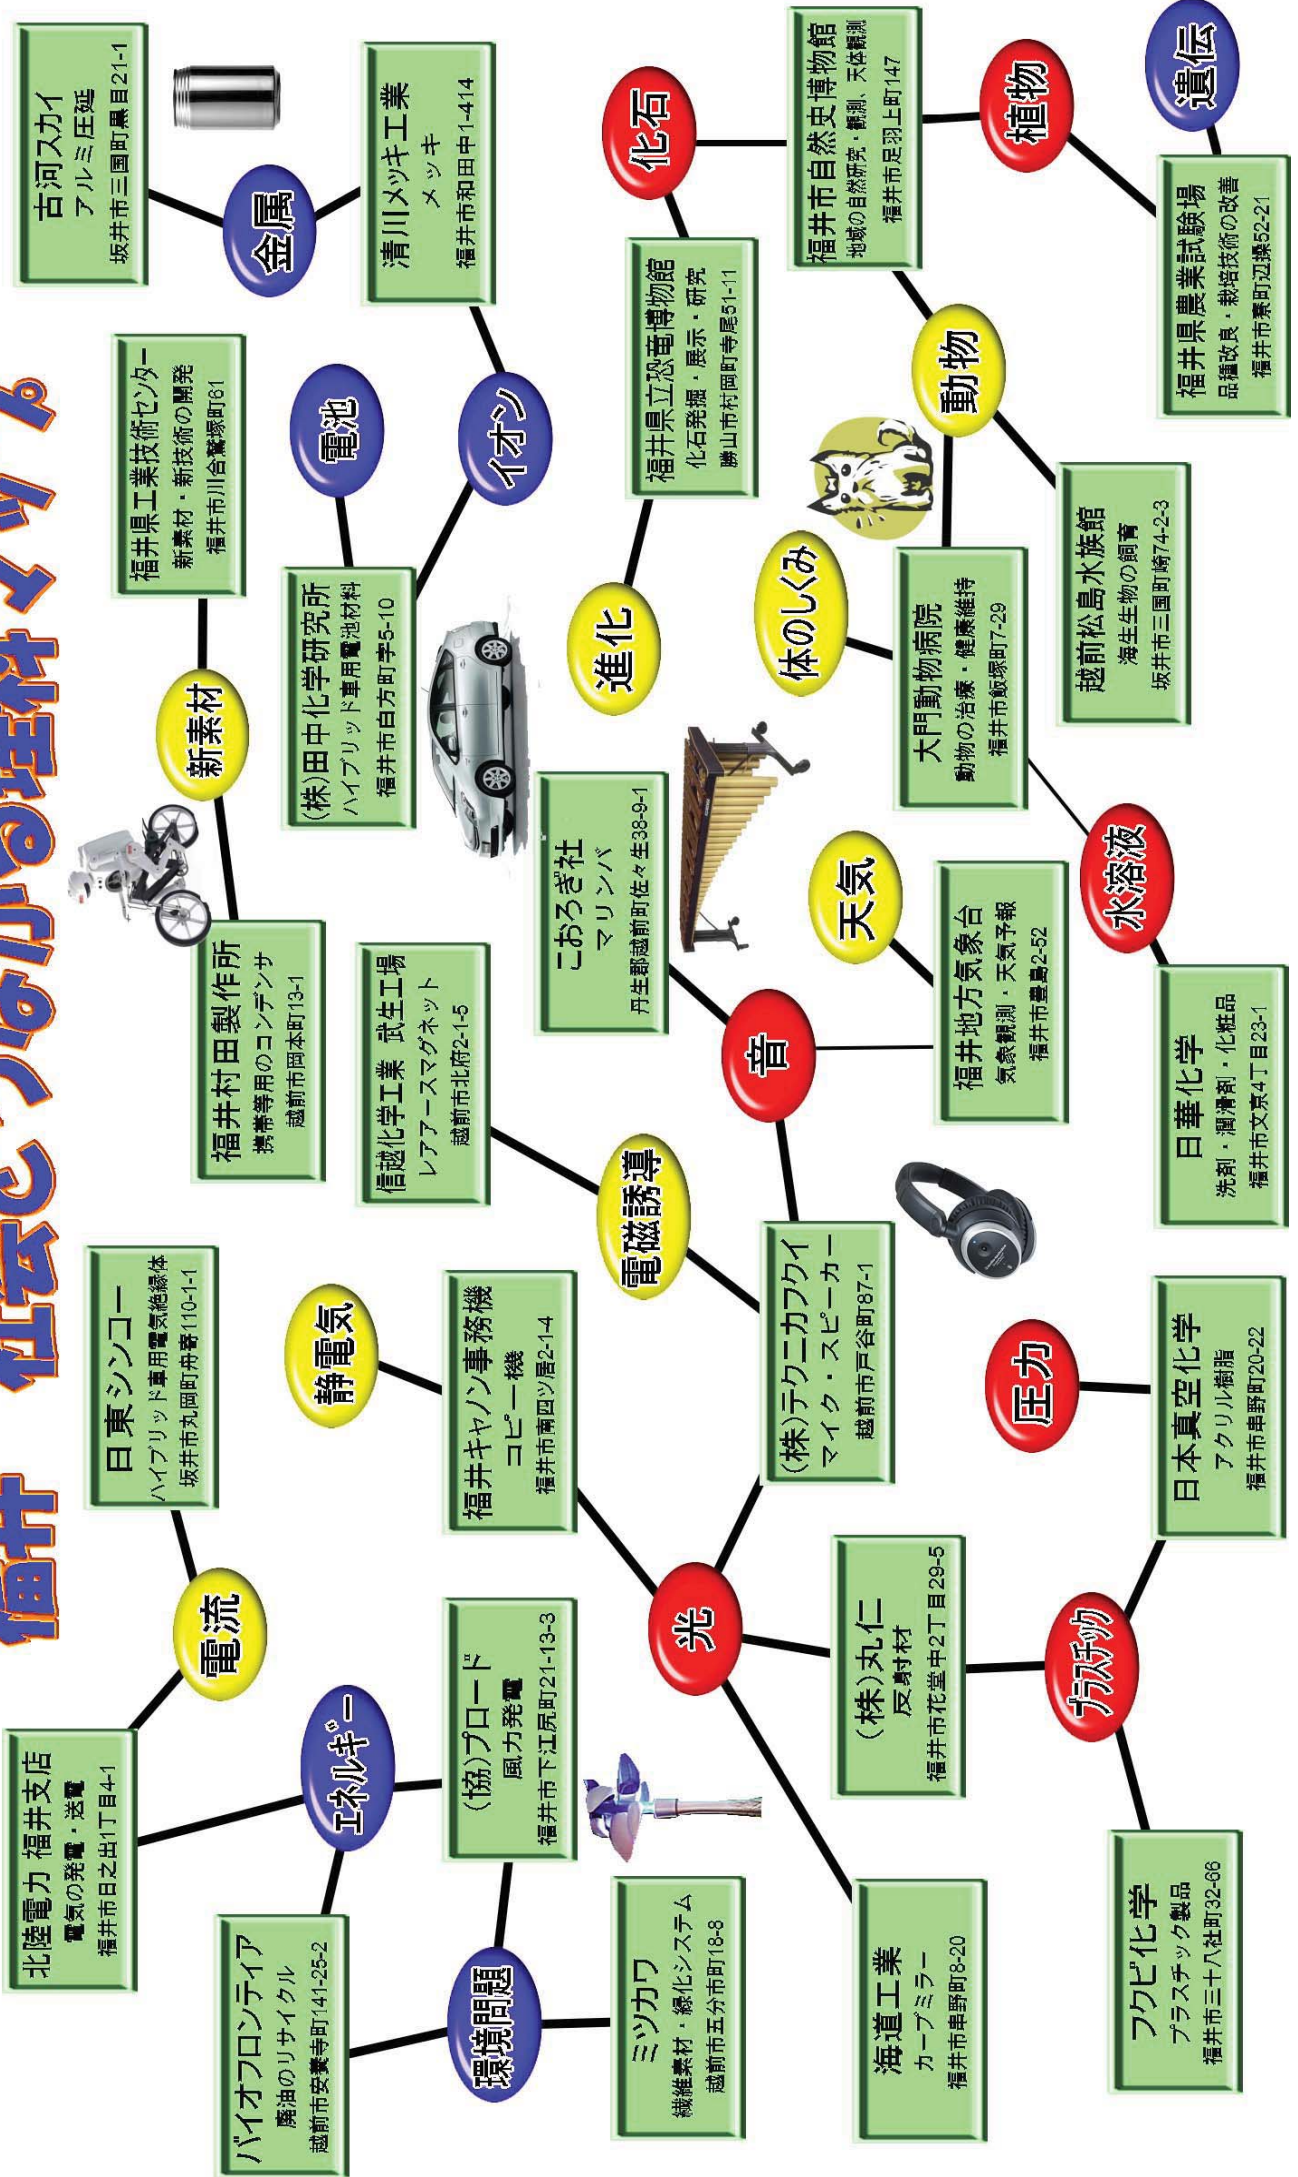 福井 社会とつながる理科マップ
北陸電力 福井支店
電気の発電・送電
福井市日之出1丁目4-1
電流
日東シンコー
ハイブリッド車用電気絶縁体
坂井市丸岡町舟寄110-1-1
福井村田製作所
携帯等用のコンデンサ
越前市岡本町13-1
新素材
福井県工業技術センター
新素材・新技術の開発
福井市川合鷲塚町61
古河スカイ
アルミ圧延
坂井市三国町黒目21-1
金属
バイオフロンティア
廃油のリサイクル
越前市安養寺町141-25-2
エネルギー
静電気
信越化学工業 武生工場
レアアースマグネット
越前市北府2-1-5
(株)田中化学研究所
ハイブリッド車用電池材料
福井市白方町字5-10
電池
清川メッキ工業
メッキ
福井市和田中1-414
イオン
環境問題
(協)プロード
風力発電
福井市下江尻町21-13-3
福井キヤノン事務機
コピー機
福井市南四ツ居2-1-4
電磁誘導
こおろぎ社
マリンバ
丹生郡越前町佐々生38-9-1
進化
福井県立恐竜博物館
化石発掘・展示・研究
勝山市村岡町寺尾51-11
化石
ミツカワ
繊維素材・緑化システム
越前市五分市町18-8
光
(株)テクニカフクイ
マイク・スピーカー
越前市戸谷町87-1
音
天気
体のしくみ
福井市自然史博物館
地域の自然研究・観測、天体観測
福井市足羽上町147
海道工業
カーブミラー
福井市串野町8-20
(株)丸仁
反射材
福井市花堂中2丁目29-5
福井地方気象台
気象観測・天気予報
福井市豊島2-52
大門動物病院
動物の治療・健康維持
福井市飯塚町7-29
動物
植物
フクビ化学
プラスチック製品
福井市三十八社町32-66
プラスチック
圧力
日本真空化学
アクリル樹脂
福井市串野町20-22
日華化学
洗剤・潤滑剤・化粧品
福井市文京4丁目23-1
水溶液
越前松島水族館
海生生物の飼育
坂井市三国町崎74-2-3
福井県農業試験場
品種改良・栽培技術の改善
福井市寮町辺操52-21
遺伝